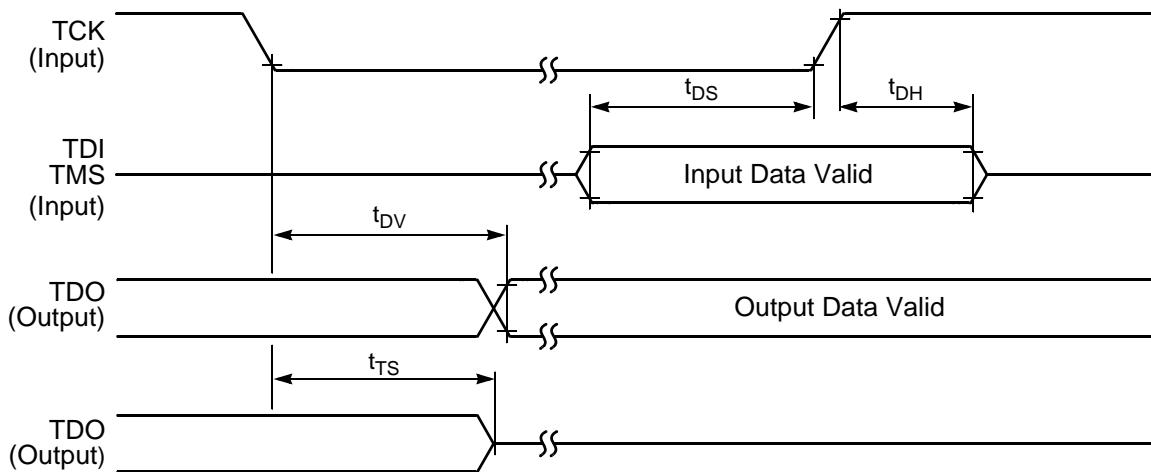 TCK
(Input)
tDS
tDH
TDI
TMS
(Input)
Input Data Valid
tDV
TDO
(Output)
Output Data Valid
tTS
TDO
(Output)